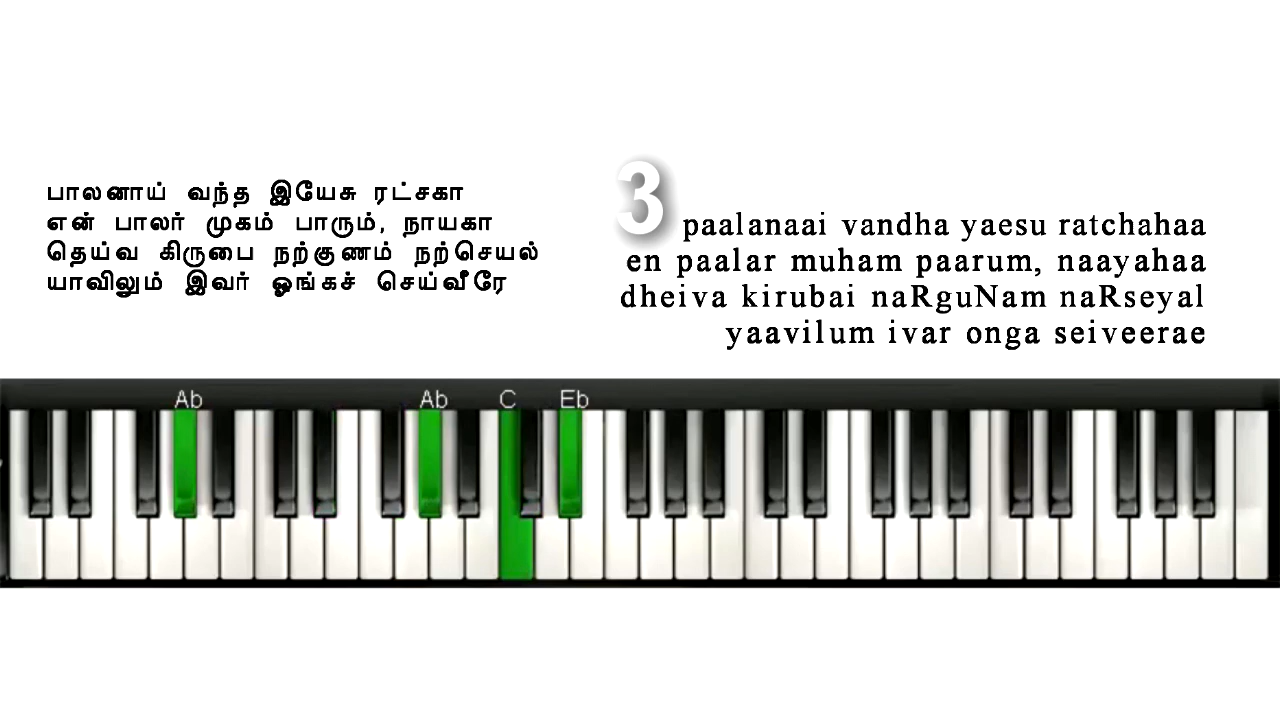 பாலனாய் வந்த இயேசு ரட்சகா
என் பாலர் முகம் பாரும், நாயகா
தெய்வ கிருபை நற்குணம் நற்செயல்
யாவிலும் இவர் ஓங்கச் செய்வீரே
3
paalanaai vandha yaesu ratchahaa
en paalar muham paarum, naayahaa
dheiva kirubai naRguNam naRseyal
yaavilum ivar onga seiveerae
Ab Ab C Eb